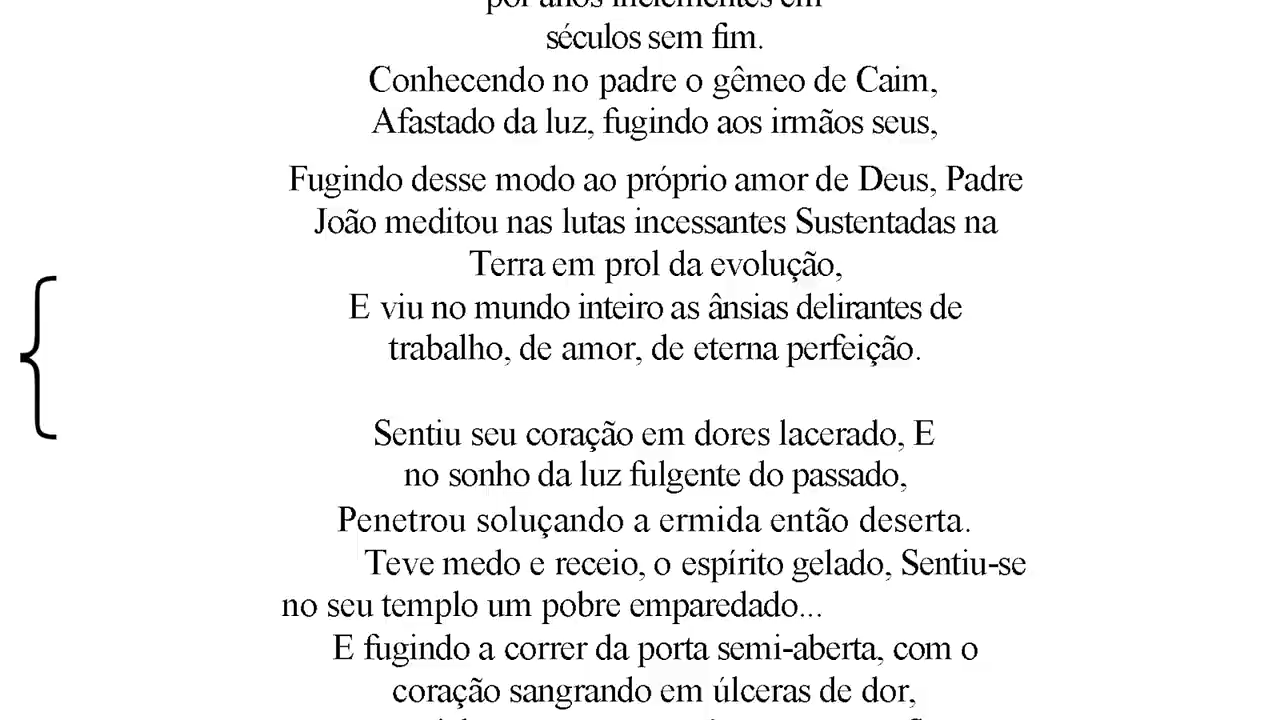 por anos inclementes em
séculos sem fim.
Conhecendo no padre o gêmeo de Caim,
Afastado da luz, fugindo aos irmãos seus,
Fugindo desse modo ao próprio amor de Deus, Padre
João meditou nas lutas incessantes Sustentadas na
Terra em prol da evolução,
E viu no mundo inteiro as ânsias delirantes de
trabalho, de amor, de eterna perfeição.
Sentiu seu coração em dores lacerado, E
no sonho da luz fulgente do passado,
Penetrou soluçando a ermida então deserta.
Teve medo e receio, o espírito gelado, Sentiu-se
no seu templo um pobre emparedado...
E fugindo a correr da porta semi-aberta, com o
coração sangrando em úlceras de dor,